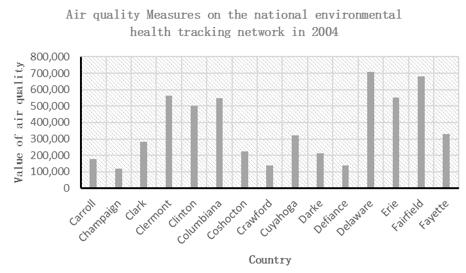 Air quality Measures on the national environmental
health tracking network in 2004
Value of air quality
800,000
700,000
600,000
500,000
400,000
300,000
200,000
100,000
0
Carroll
Champaign
Clark
Clermont
Clinton
Columbiana
Coshocton
Crawford
Cuyahoga
Darke
Defiance
Delaware
Erie
Fairfield
Fayette
Country